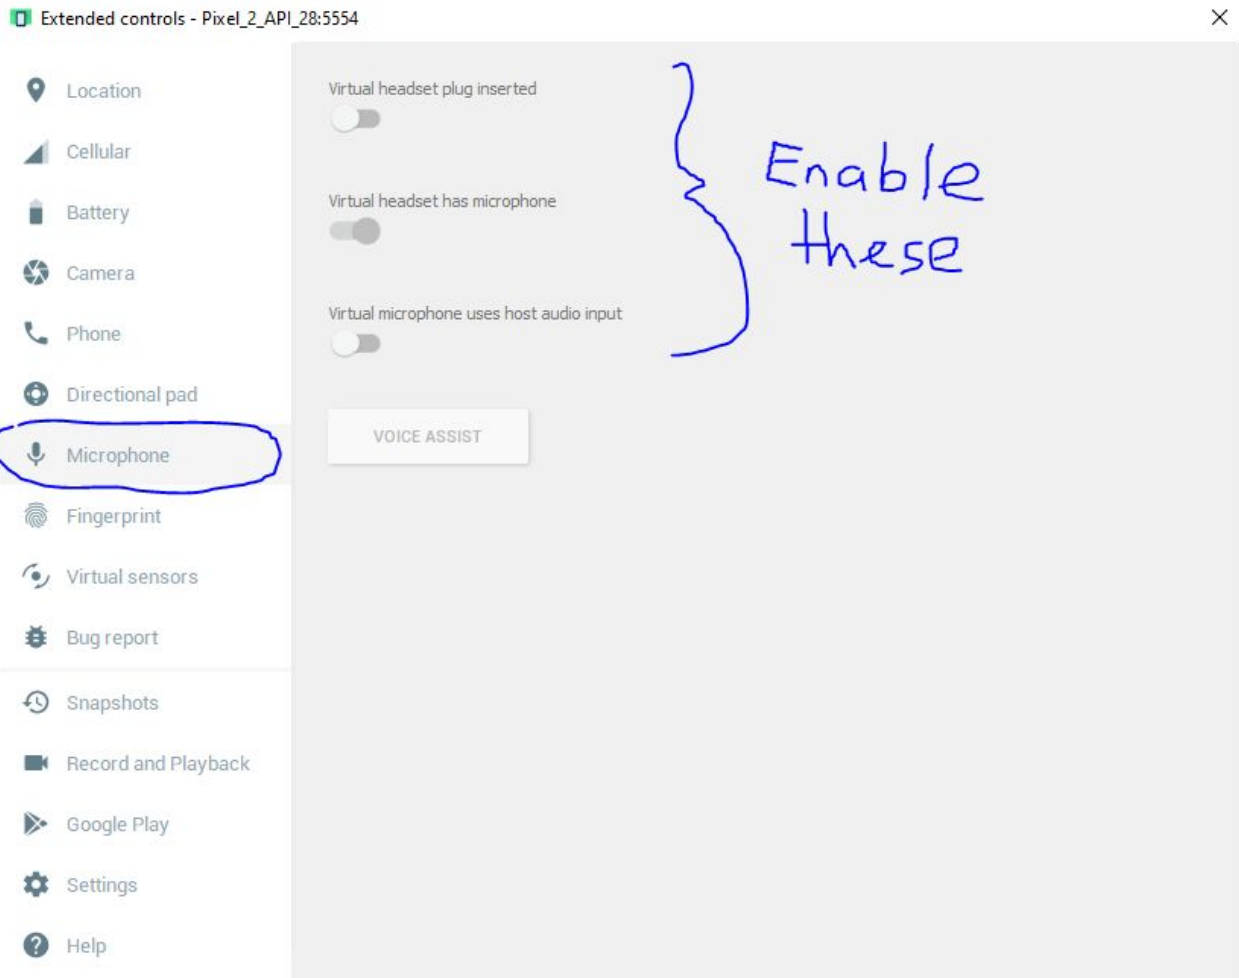 Extended controls - Pixel_2_API_28:5554
Location
Cellular
Battery
Camera
Phone
Directional pad
Microphone
Fingerprint
Virtual sensors
Bug report
Snapshots
Record and Playback
Google Play
Settings
Help
Virtual headset plug inserted
Virtual headset has microphone
Virtual microphone uses host audio input
VOICE ASSIST
Enable
these